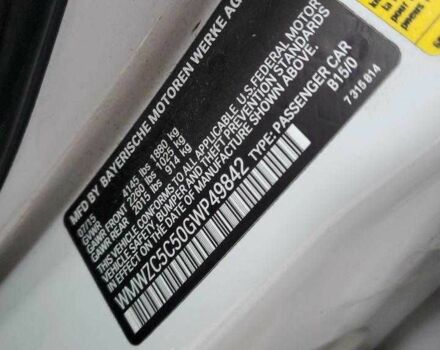 MFD BY BAYERISCHE MOTOREN WERKE AG
09/15
GVWR 4145 lbs 1880 kg
GAWR FRONT 2260 lbs 1025 kg
GAWR REAR 2015 lbs 914 kg
THIS VEHICLE CONFORMS TO ALL APPLICABLE U.S. FEDERAL MOTOR
VEHICLE SAFETY, BUMPER, AND THEFT PREVENTION STANDARDS
IN EFFECT ON THE DATE OF MANUFACTURE SHOWN ABOVE.
WMWZC5C50GWP49842 TYPE: PASSENGER CAR
B15/0
7 315 814